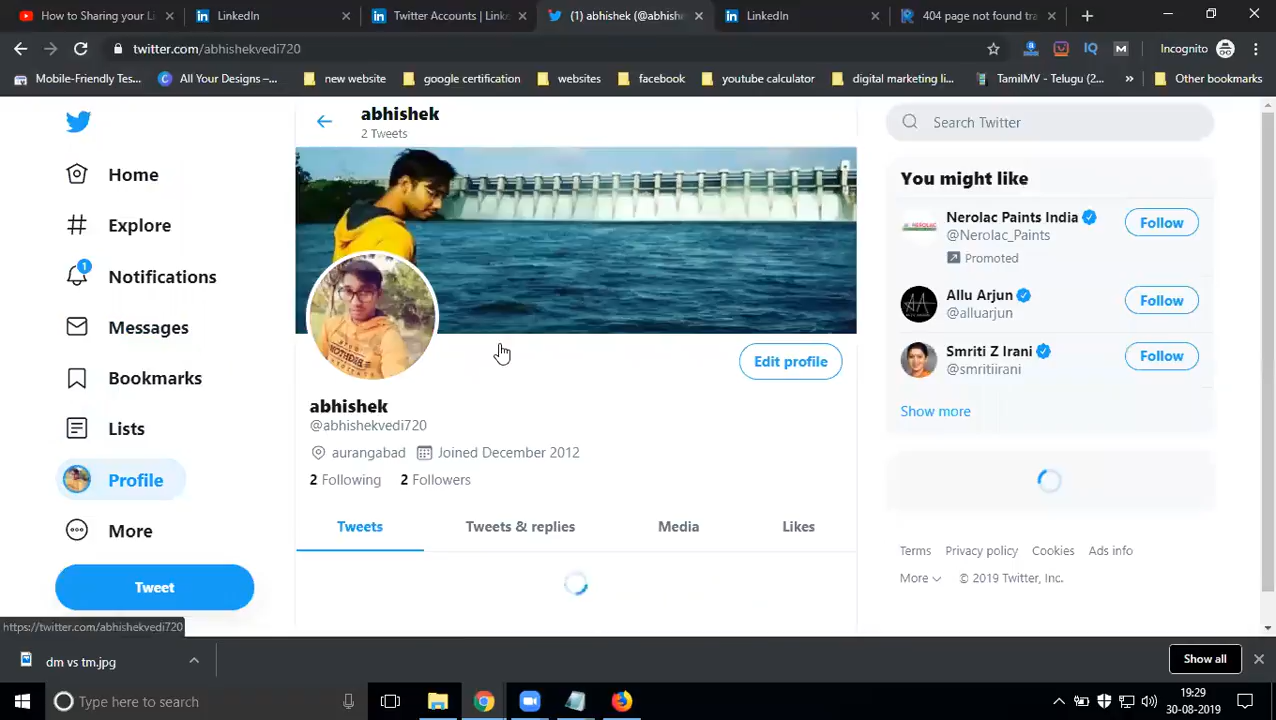 How to Sharing your Li
LinkedIn
Twitter Accounts | Link
(1) abhishek (@abhish
LinkedIn
404 page not found tra
twitter.com/abhishekvedi720
Incognito
Mobile-Friendly Tes...
All Your Designs –...
new website
google certification
websites
facebook
youtube calculator
digital marketing li...
TamilMV - Telugu (2...
Other bookmarks
abhishek
2 Tweets
Search Twitter
Home
Explore
1
Notifications
Messages
Bookmarks
Lists
Profile
More
Tweet
Edit profile
abhishek
@abhishekvedi720
aurangabad
Joined December 2012
2 Following
2 Followers
Tweets
Tweets & replies
Media
Likes
You might like
Nerolac Paints India
@Nerolac_Paints
Promoted
Follow
Allu Arjun
@alluarjun
Follow
Smriti Z Irani
@smritiirani
Follow
Show more
Terms
Privacy policy
Cookies
Ads info
More
© 2019 Twitter, Inc.
https://twitter.com/abhishekvedi720
dm vs tm.jpg
Show all
Type here to search
19:29
30-08-2019